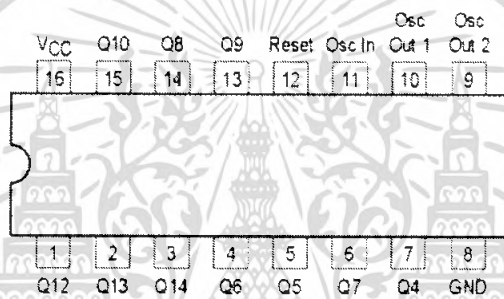 Osc Osc
VCC Q10 Q8 Q9 Reset Osc In Out 1 Out 2
16 15 14 13 12 11 10 9
1 2 3 4 5 6 7 8
Q12 Q13 Q14 Q6 Q5 Q7 Q4 GND